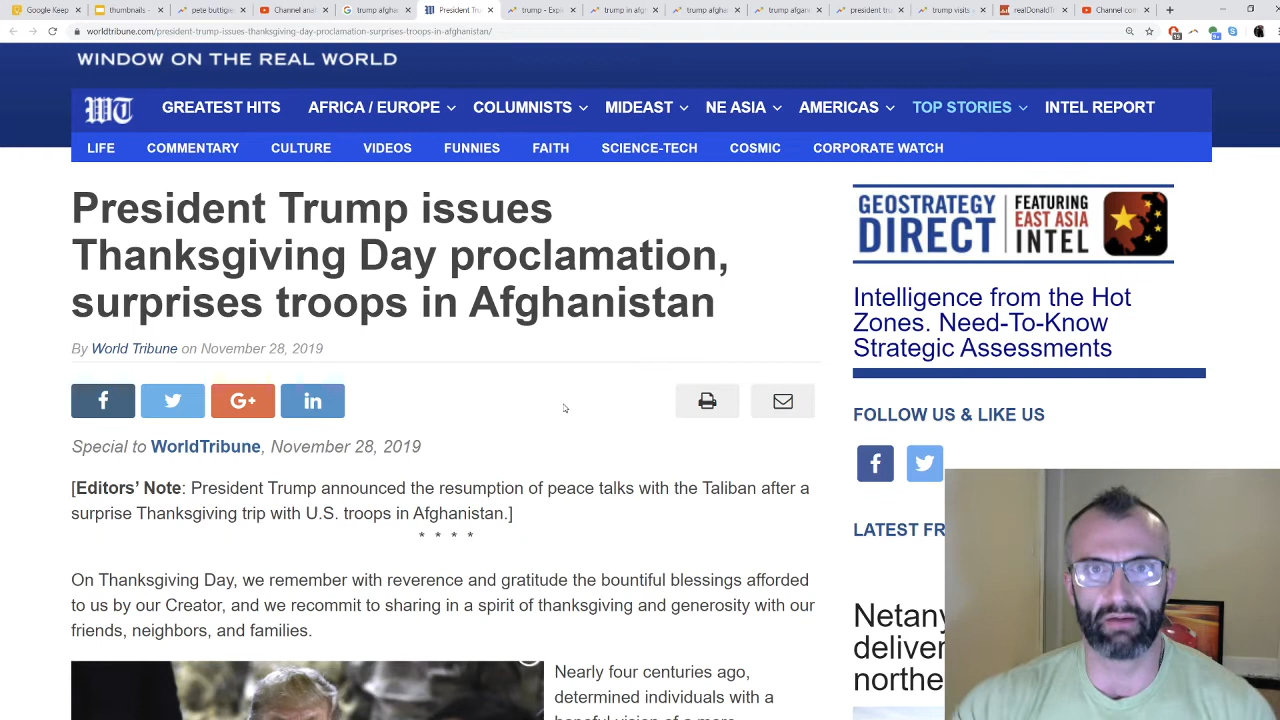 Google Keep
thumbnails -
pete buttigieg
Channel ana
trump afghan
President Tru
trump - Expl
trump in afg
trump afgha
trump afgan
president tru
trump visits
realDonaldTr
Channel con
worldtribune.com/president-trump-issues-thanksgiving-day-proclamation-surprises-troops-in-afghanistan/
WINDOW ON THE REAL WORLD
WT GREATEST HITS AFRICA / EUROPE COLUMNISTS MIDEAST NE ASIA AMERICAS TOP STORIES INTEL REPORT
LIFE COMMENTARY CULTURE VIDEOS FUNNIES FAITH SCIENCE-TECH COSMIC CORPORATE WATCH
President Trump issues
Thanksgiving Day proclamation,
surprises troops in Afghanistan
By World Tribune on November 28, 2019
f G+ in
Special to WorldTribune, November 28, 2019
[Editors’ Note: President Trump announced the resumption of peace talks with the Taliban after a
surprise Thanksgiving trip with U.S. troops in Afghanistan.]
* * * *
On Thanksgiving Day, we remember with reverence and gratitude the bountiful blessings afforded
to us by our Creator, and we recommit to sharing in a spirit of thanksgiving and generosity with our
friends, neighbors, and families.
Nearly four centuries ago,
determined individuals with a
GEOSTRATEGY
DIRECT
FEATURING
EAST ASIA
INTEL
Intelligence from the Hot
Zones. Need-To-Know
Strategic Assessments
FOLLOW US & LIKE US
f
LATEST FR
Netany
deliver
northe